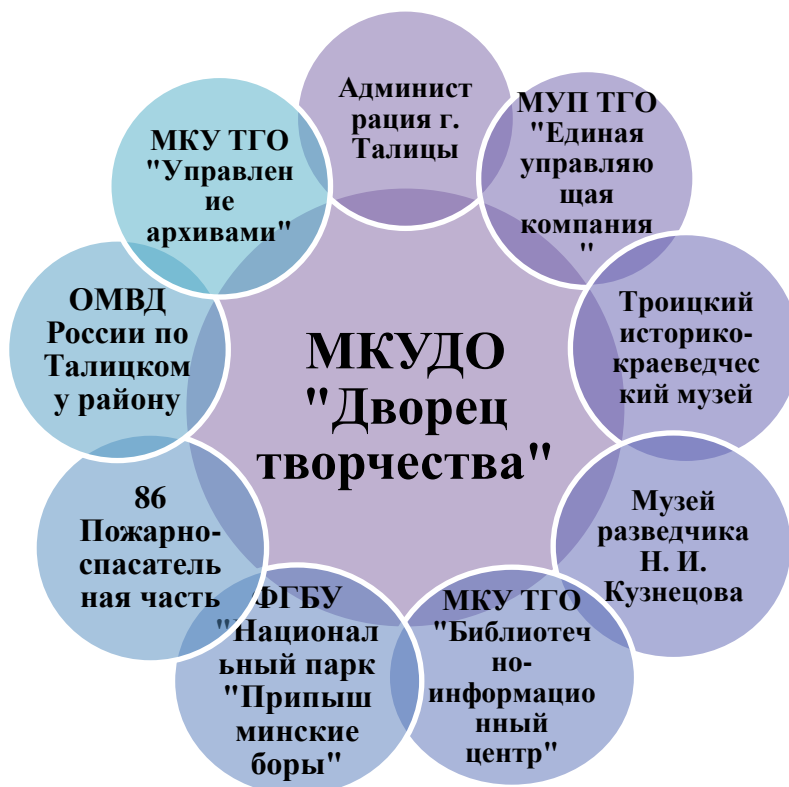 Админист
рация г.
Талицы
МУП ТГО
"Единая
управляю
щая
компания
"
Троицкий
историко-
краеведчес
кий музей
Музей
разведчика
Н. И.
Кузнецова
МКУ ТГО
"Библиотеч
но-
информацио
нный
центр"
ФГБУ
"Национал
ьный парк
"Припыш
минские
боры"
86
Пожарно-
спасатель
ная часть
ОМВД
России по
Талицком
у району
МКУ ТГО
"Управлен
ие
архивами"
МКУДО
"Дворец
творчества"